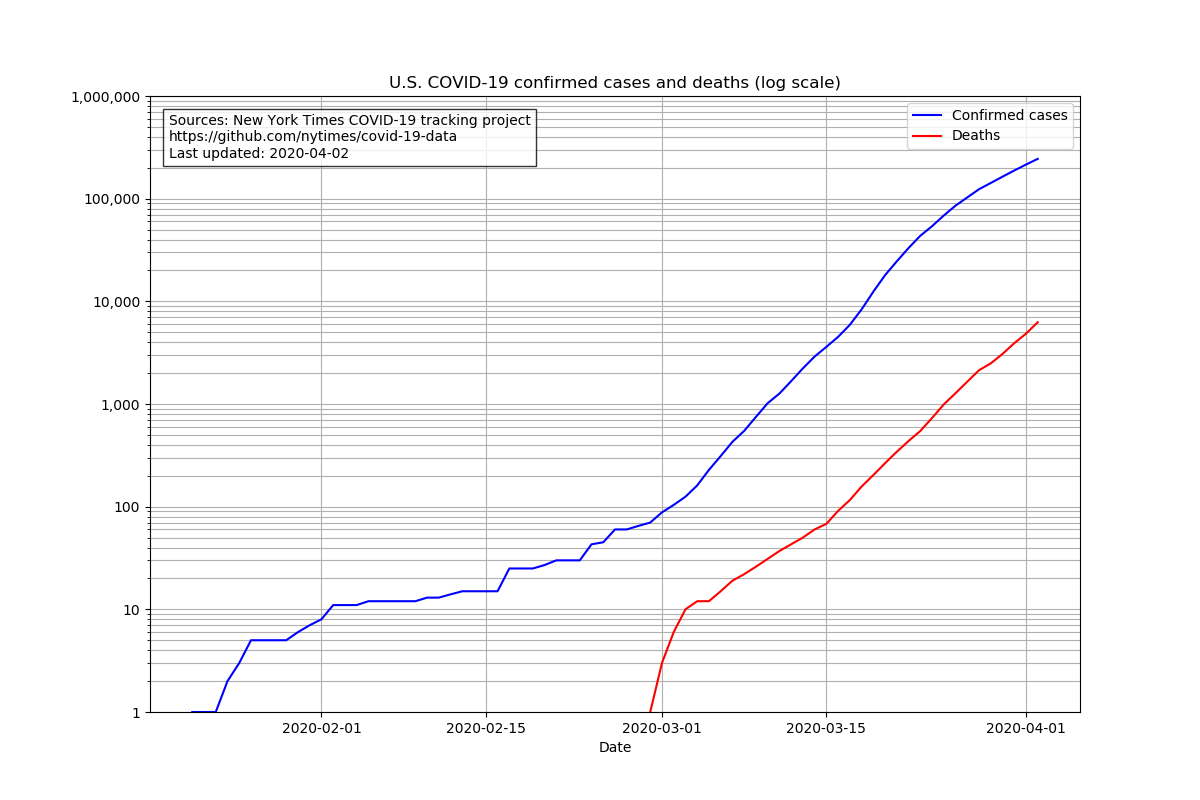 U.S. COVID-19 confirmed cases and deaths (log scale)
1,000,000
100,000
10,000
1,000
100
10
1
Sources: New York Times COVID-19 tracking project
https://github.com/nytimes/covid-19-data
Last updated: 2020-04-02
Confirmed cases
Deaths
2020-02-01
2020-02-15
2020-03-01
2020-03-15
2020-04-01
Date